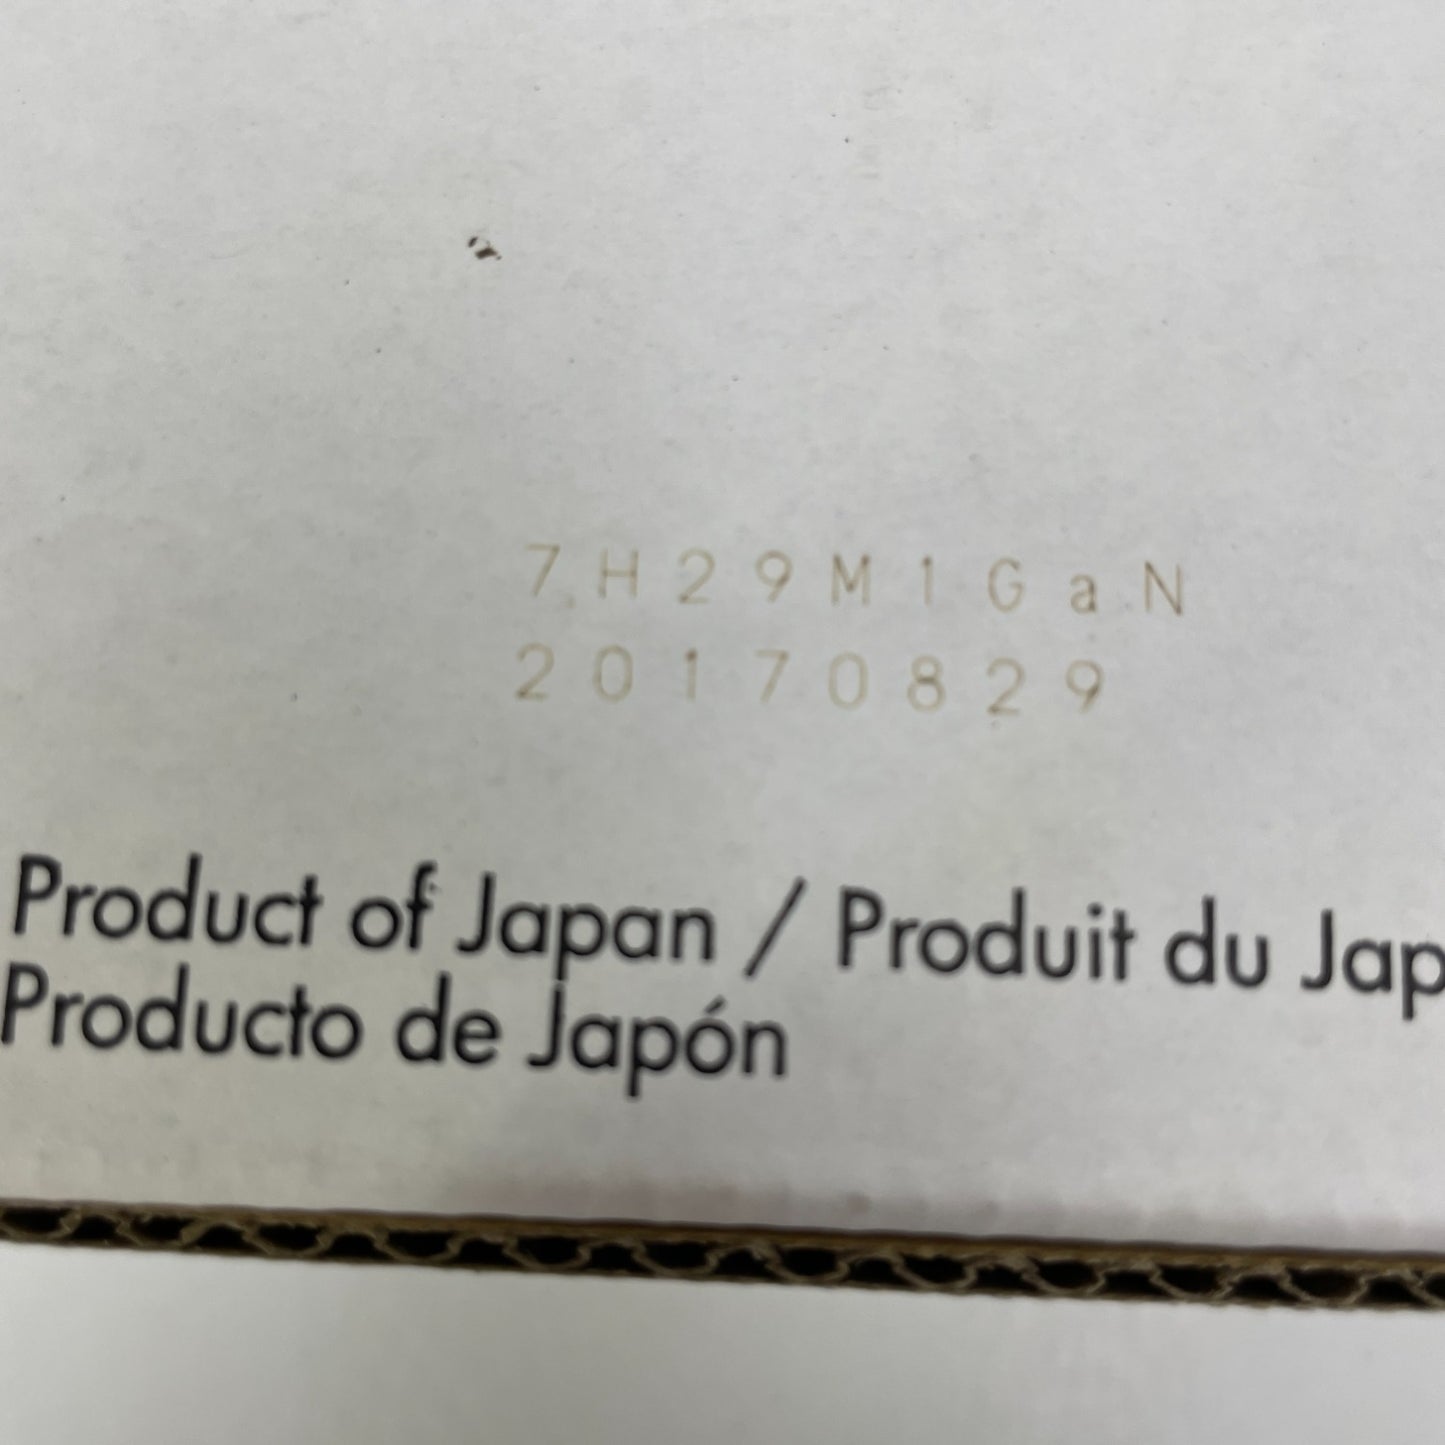 7H29M1GaN
20170829
Product of Japan / Produit du Jap
Producto de Japón